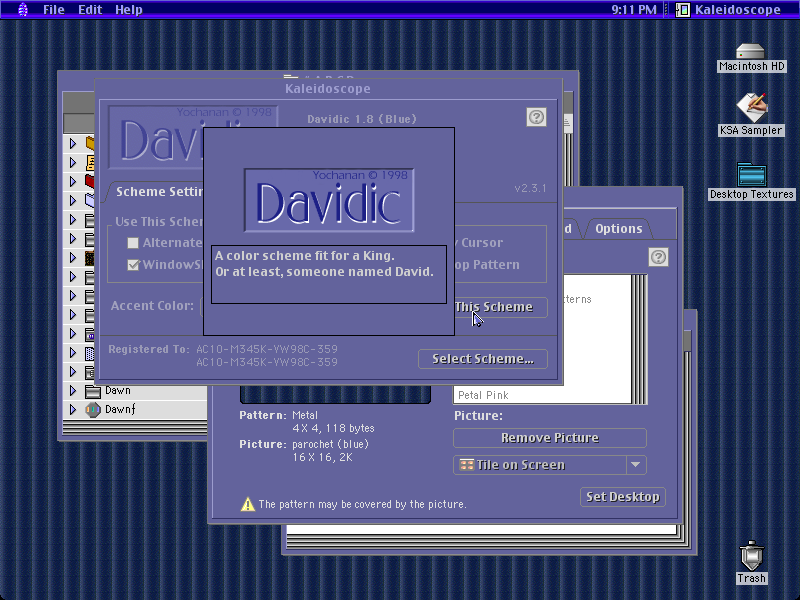 File Edit Help
9:11 PM
Kaleidoscope
Macintosh HD
KSA Sampler
Desktop Textures
Trash
Kaleidoscope
Yochanan © 1998
Davidic
Davidic 1.8 (Blue)
v2.3.1
Scheme Settin
Use This Schem
Alternate
WindowSh
y Cursor
op Pattern
Accent Color:
This Scheme
Registered To: AC10-M345K-YW98C-359
AC10-M345K-YW98C-359
Select Scheme...
Yochanan © 1998
Davidic
A color scheme fit for a King.
Or at least, someone named David.
Dawn
Dawnf
d
Options
terns
Petal Pink
Pattern: Metal
4 X 4, 118 bytes
Picture: parochet (blue)
16 X 16, 2K
Picture:
Remove Picture
Tile on Screen
The pattern may be covered by the picture.
Set Desktop